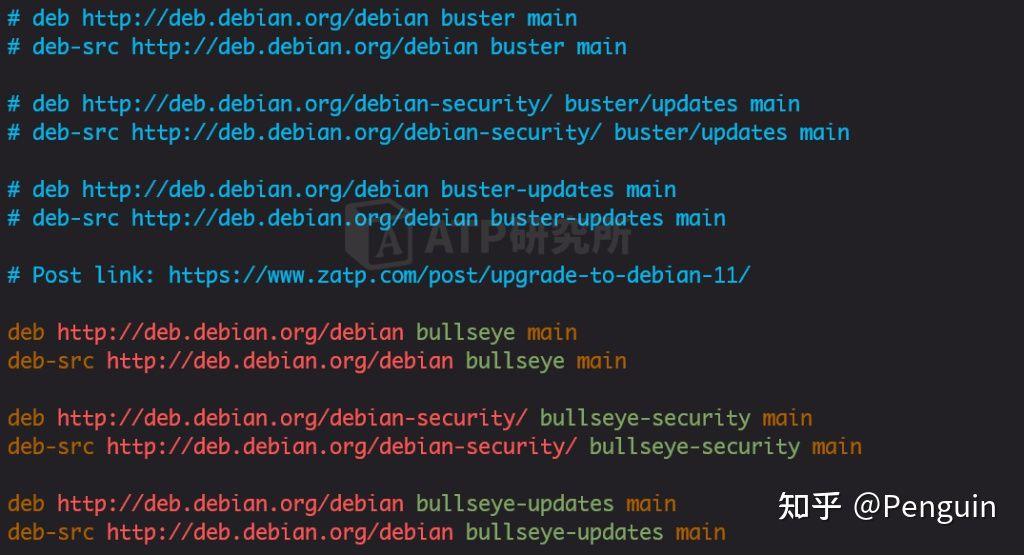 # deb http://deb.debian.org/debian buster main
# deb-src http://deb.debian.org/debian buster main
# deb http://deb.debian.org/debian-security/ buster/updates main
# deb-src http://deb.debian.org/debian-security/ buster/updates main
# deb http://deb.debian.org/debian buster-updates main
# deb-src http://deb.debian.org/debian buster-updates main
A ATP研究所
# Post link: https://www.zatp.com/post/upgrade-to-debian-11/
deb http://deb.debian.org/debian bullseye main
deb-src http://deb.debian.org/debian bullseye main
deb http://deb.debian.org/debian-security/ bullseye-security main
deb-src http://deb.debian.org/debian-security/ bullseye-security main
deb http://deb.debian.org/debian bullseye-updates main
deb-src http://deb.debian.org/debian bullseye-updates main
知乎 @Penguin